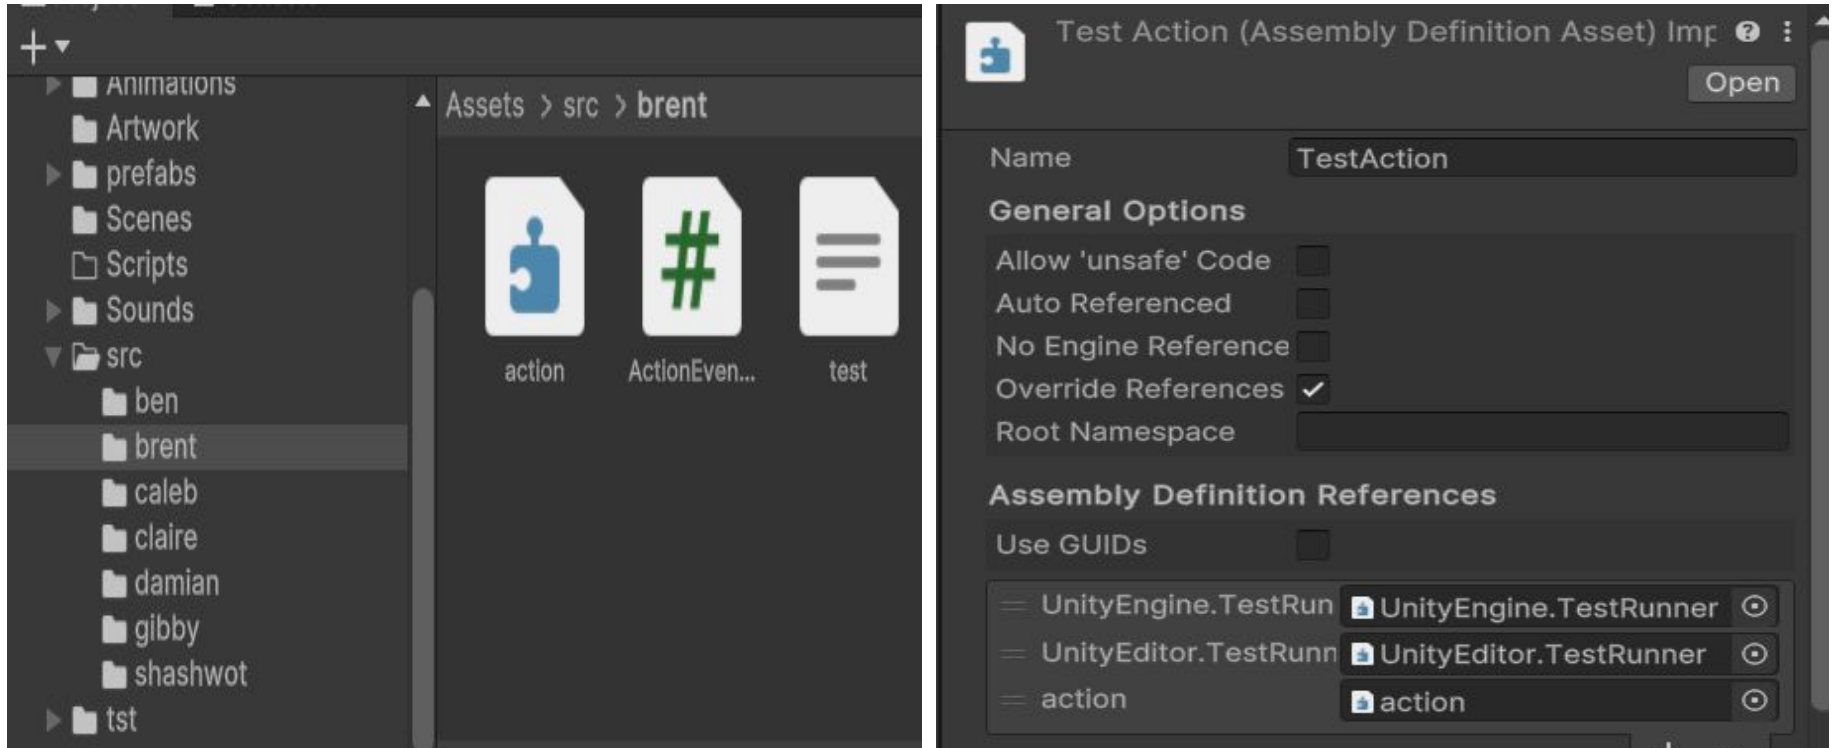 Animations
Artwork
prefabs
Scenes
Scripts
Sounds
src
ben
brent
caleb
claire
damian
gibby
shashwot
tst
Assets > src > brent
action
ActionEven...
test
Test Action (Assembly Definition Asset) Imp
Open
Name TestAction
General Options
Allow 'unsafe' Code
Auto Referenced
No Engine Reference
Override References
Root Namespace
Assembly Definition References
Use GUIDs
UnityEngine.TestRun UnityEngine.TestRunner
UnityEditor.TestRunn UnityEditor.TestRunner
action action